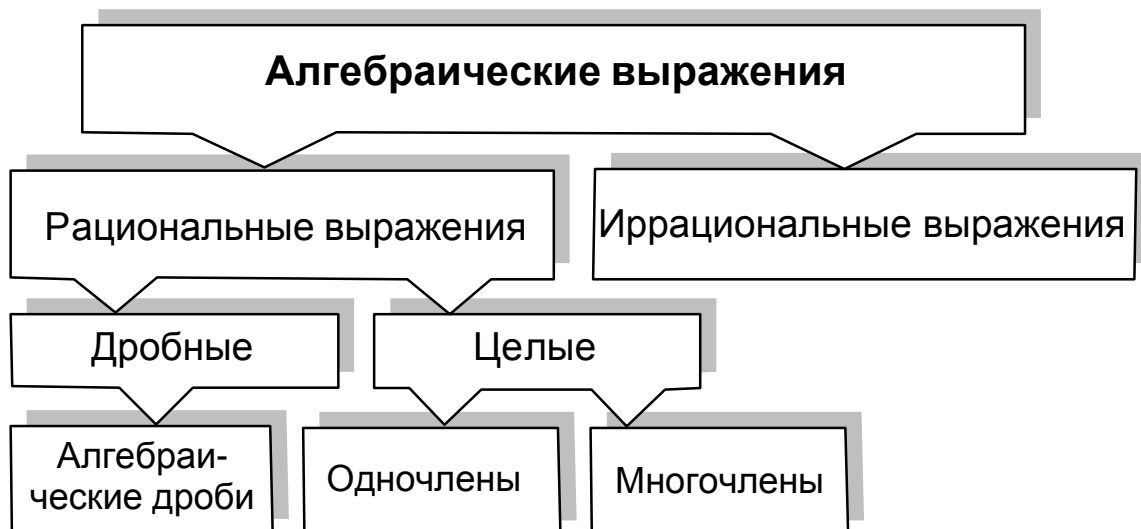 Алгебраические выражения
Рациональные выражения
Иррациональные выражения
Дробные
Целые
Алгебраи-
ческие дроби
Одночлены
Многочлены